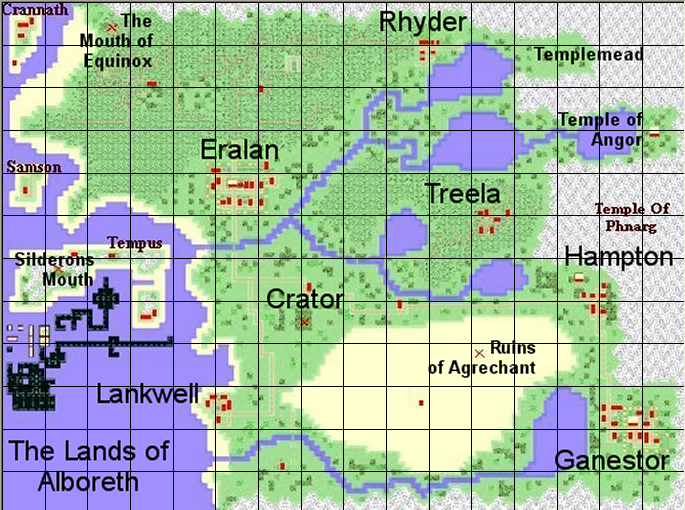 Crannath
The
Mouth of
Equinox
Rhyder
Templemead
Temple of
Angor
Eralan
Samson
Treela
Temple Of
Phnarg
Tempus
Silderons
Mouth
Hampton
Crator
Ruins
of Agrechant
Lankwell
The Lands of
Alboreth
Ganestor